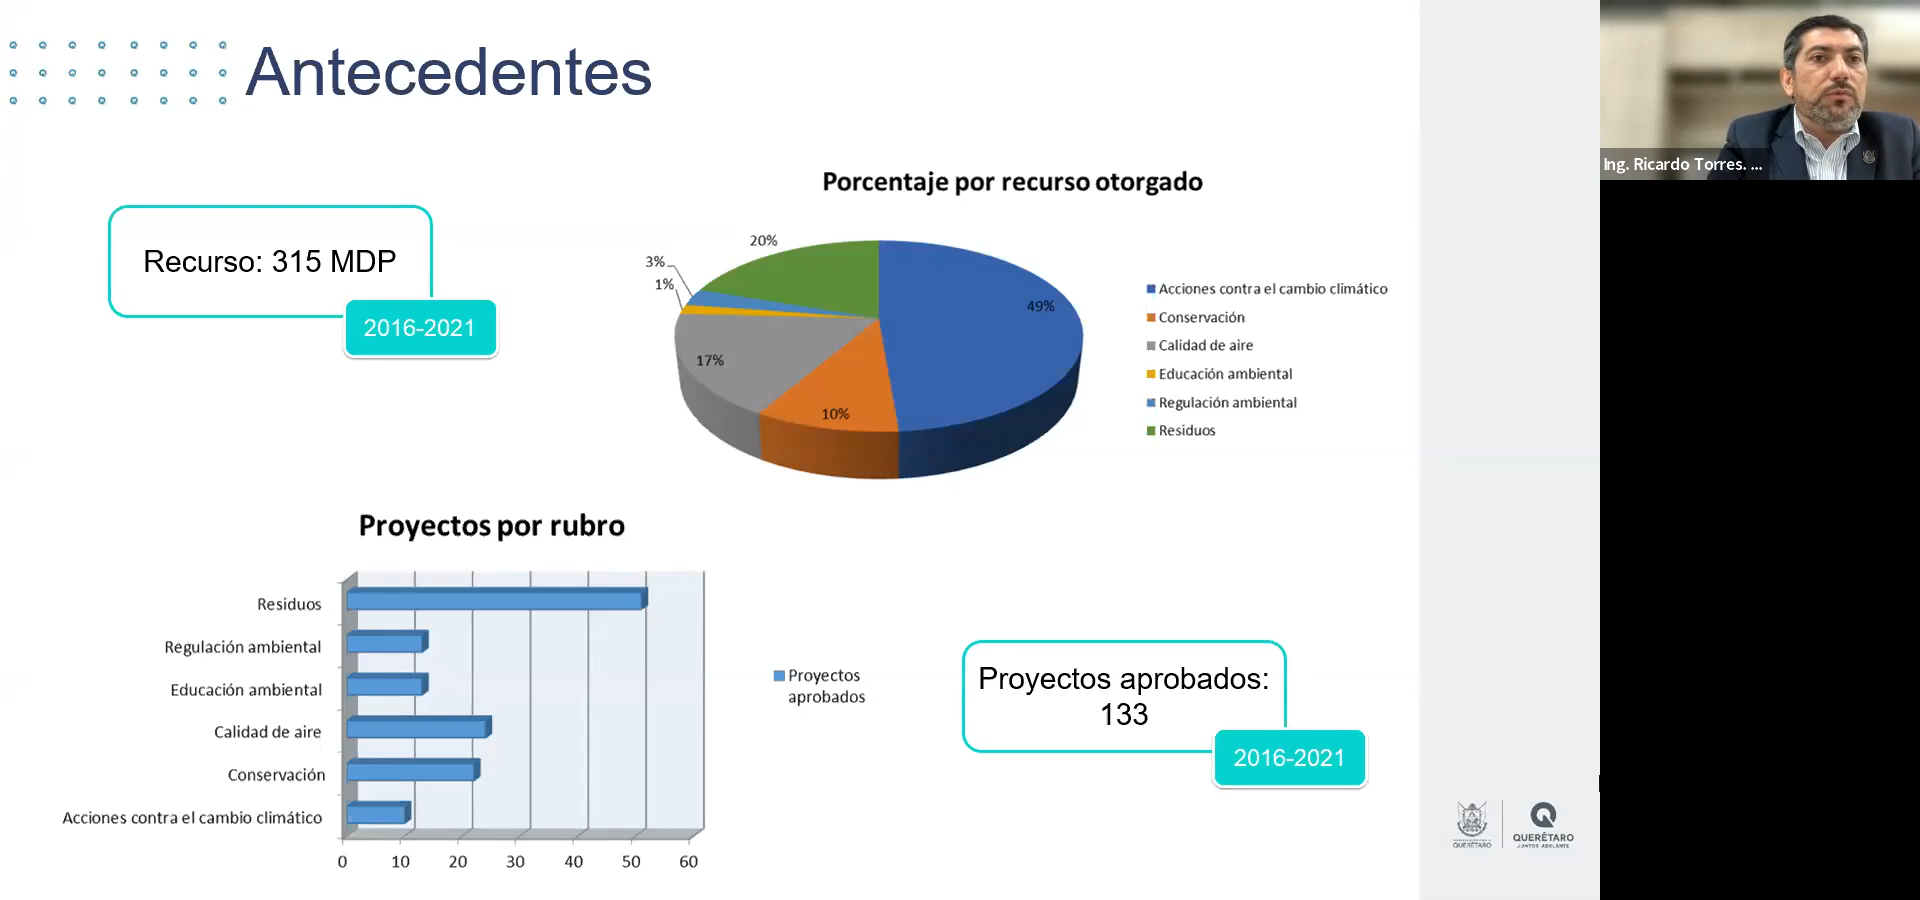 Antecedentes
Recurso: 315 MDP
2016-2021
Porcentaje por recurso otorgado
20%
3%
1%
49%
17%
10%
Acciones contra el cambio climático
Conservación
Calidad de aire
Educación ambiental
Regulación ambiental
Residuos
Proyectos por rubro
Residuos
Regulación ambiental
Educación ambiental
Calidad de aire
Conservación
Acciones contra el cambio climático
0 10 20 30 40 50 60
Proyectos
aprobados
Proyectos aprobados:
133
2016-2021
QUERÉTARO
QUERÉTARO
JUNTOS ADELANTE
Ing. Ricardo Torres. ...